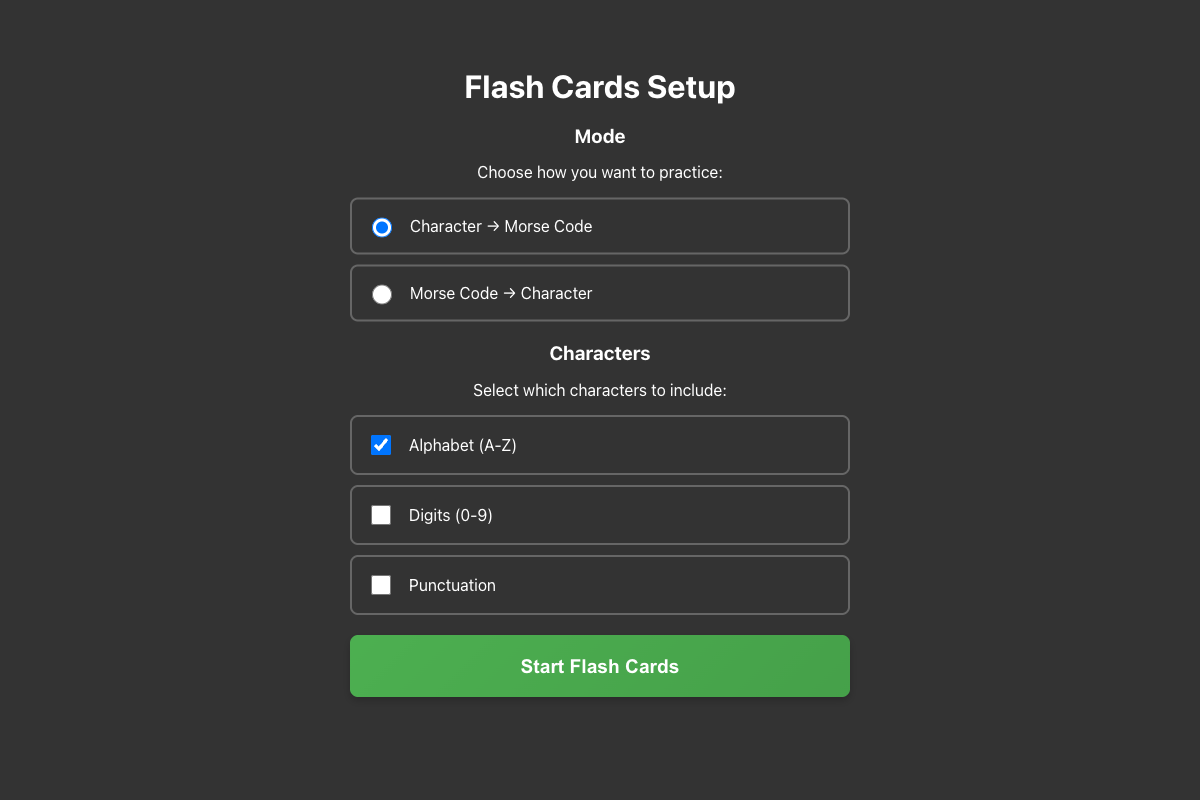 Flash Cards Setup
Mode
Choose how you want to practice:
Character → Morse Code
Morse Code → Character
Characters
Select which characters to include:
Alphabet (A-Z)
Digits (0-9)
Punctuation
Start Flash Cards